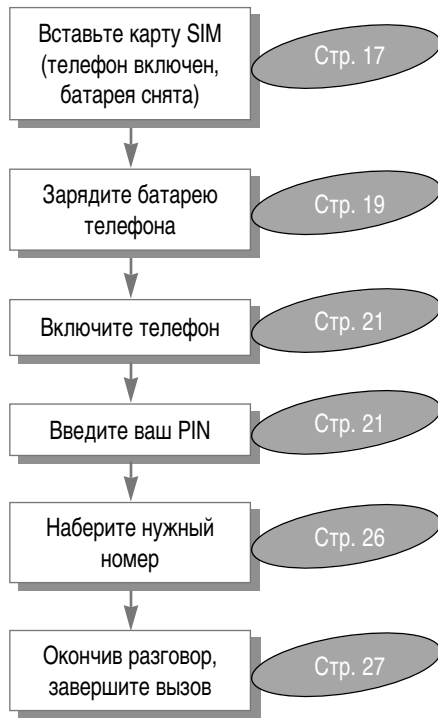 Вставьте карту SIM
(телефон включен,
батарея снята)
Стр. 17
Зарядите батарею
телефона
Стр. 19
Включите телефон
Стр. 21
Введите ваш PIN
Стр. 21
Наберите нужный
номер
Стр. 26
Окончив разговор,
завершите вызов
Стр. 27